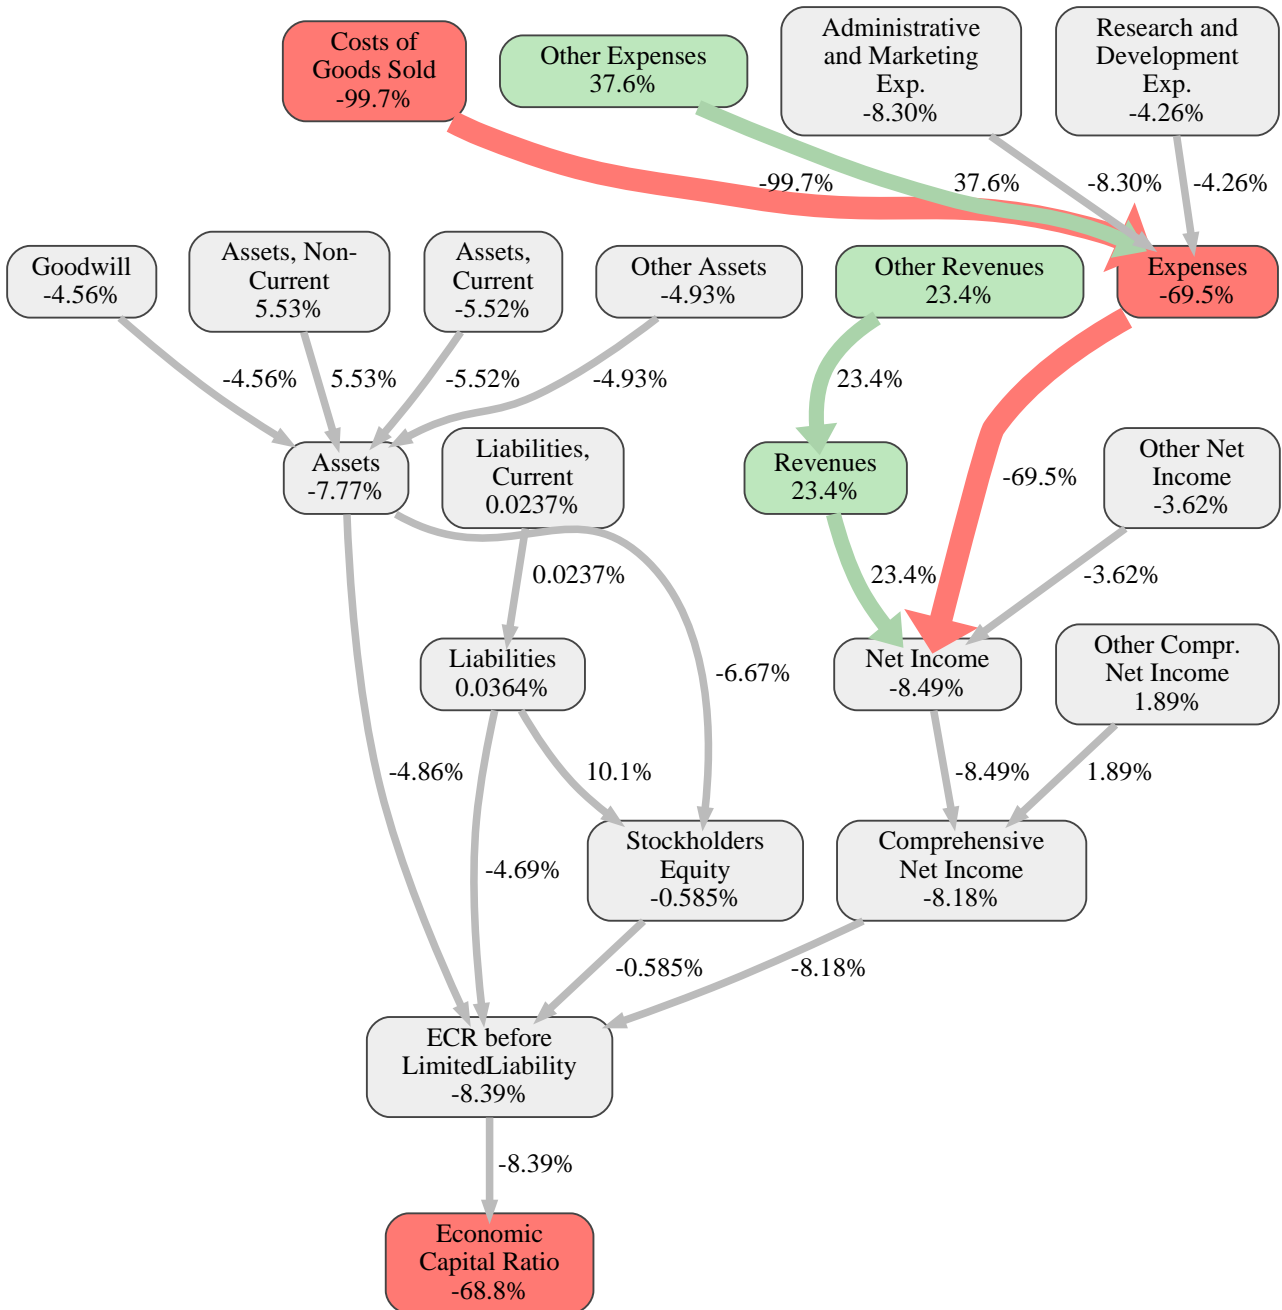 Costs of
Goods Sold
-99.7%
Other Expenses
37.6%
Administrative
and Marketing
Exp.
-8.30%
Research and
Development
Exp.
-4.26%
-99.7%
37.6%
-8.30%
-4.26%
Goodwill
-4.56%
Assets, Non-
Current
5.53%
Assets,
Current
-5.52%
Other Assets
-4.93%
Other Revenues
23.4%
Expenses
-69.5%
-4.56%
5.53%
-5.52%
-4.93%
23.4%
Assets
-7.77%
Liabilities,
Current
0.0237%
Revenues
23.4%
-69.5%
Other Net
Income
-3.62%
0.0237%
23.4%
-3.62%
Liabilities
0.0364%
-6.67%
Net Income
-8.49%
Other Compr.
Net Income
1.89%
-4.86%
10.1%
-8.49%
1.89%
-4.69%
Stockholders
Equity
-0.585%
Comprehensive
Net Income
-8.18%
-0.585%
-8.18%
ECR before
LimitedLiability
-8.39%
-8.39%
Economic
Capital Ratio
-68.8%